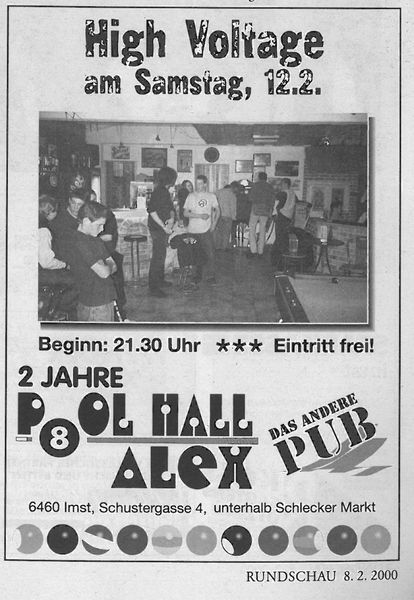 High Voltage
am Samstag, 12.2.
Beginn: 21.30 Uhr *** Eintritt frei!
2 JAHRE
POOL HALL
8
ALEX
DAS ANDERE
PUB
6460 Imst, Schustergasse 4, unterhalb Schlecker Markt
RUNDSCHAU 8. 2. 2000